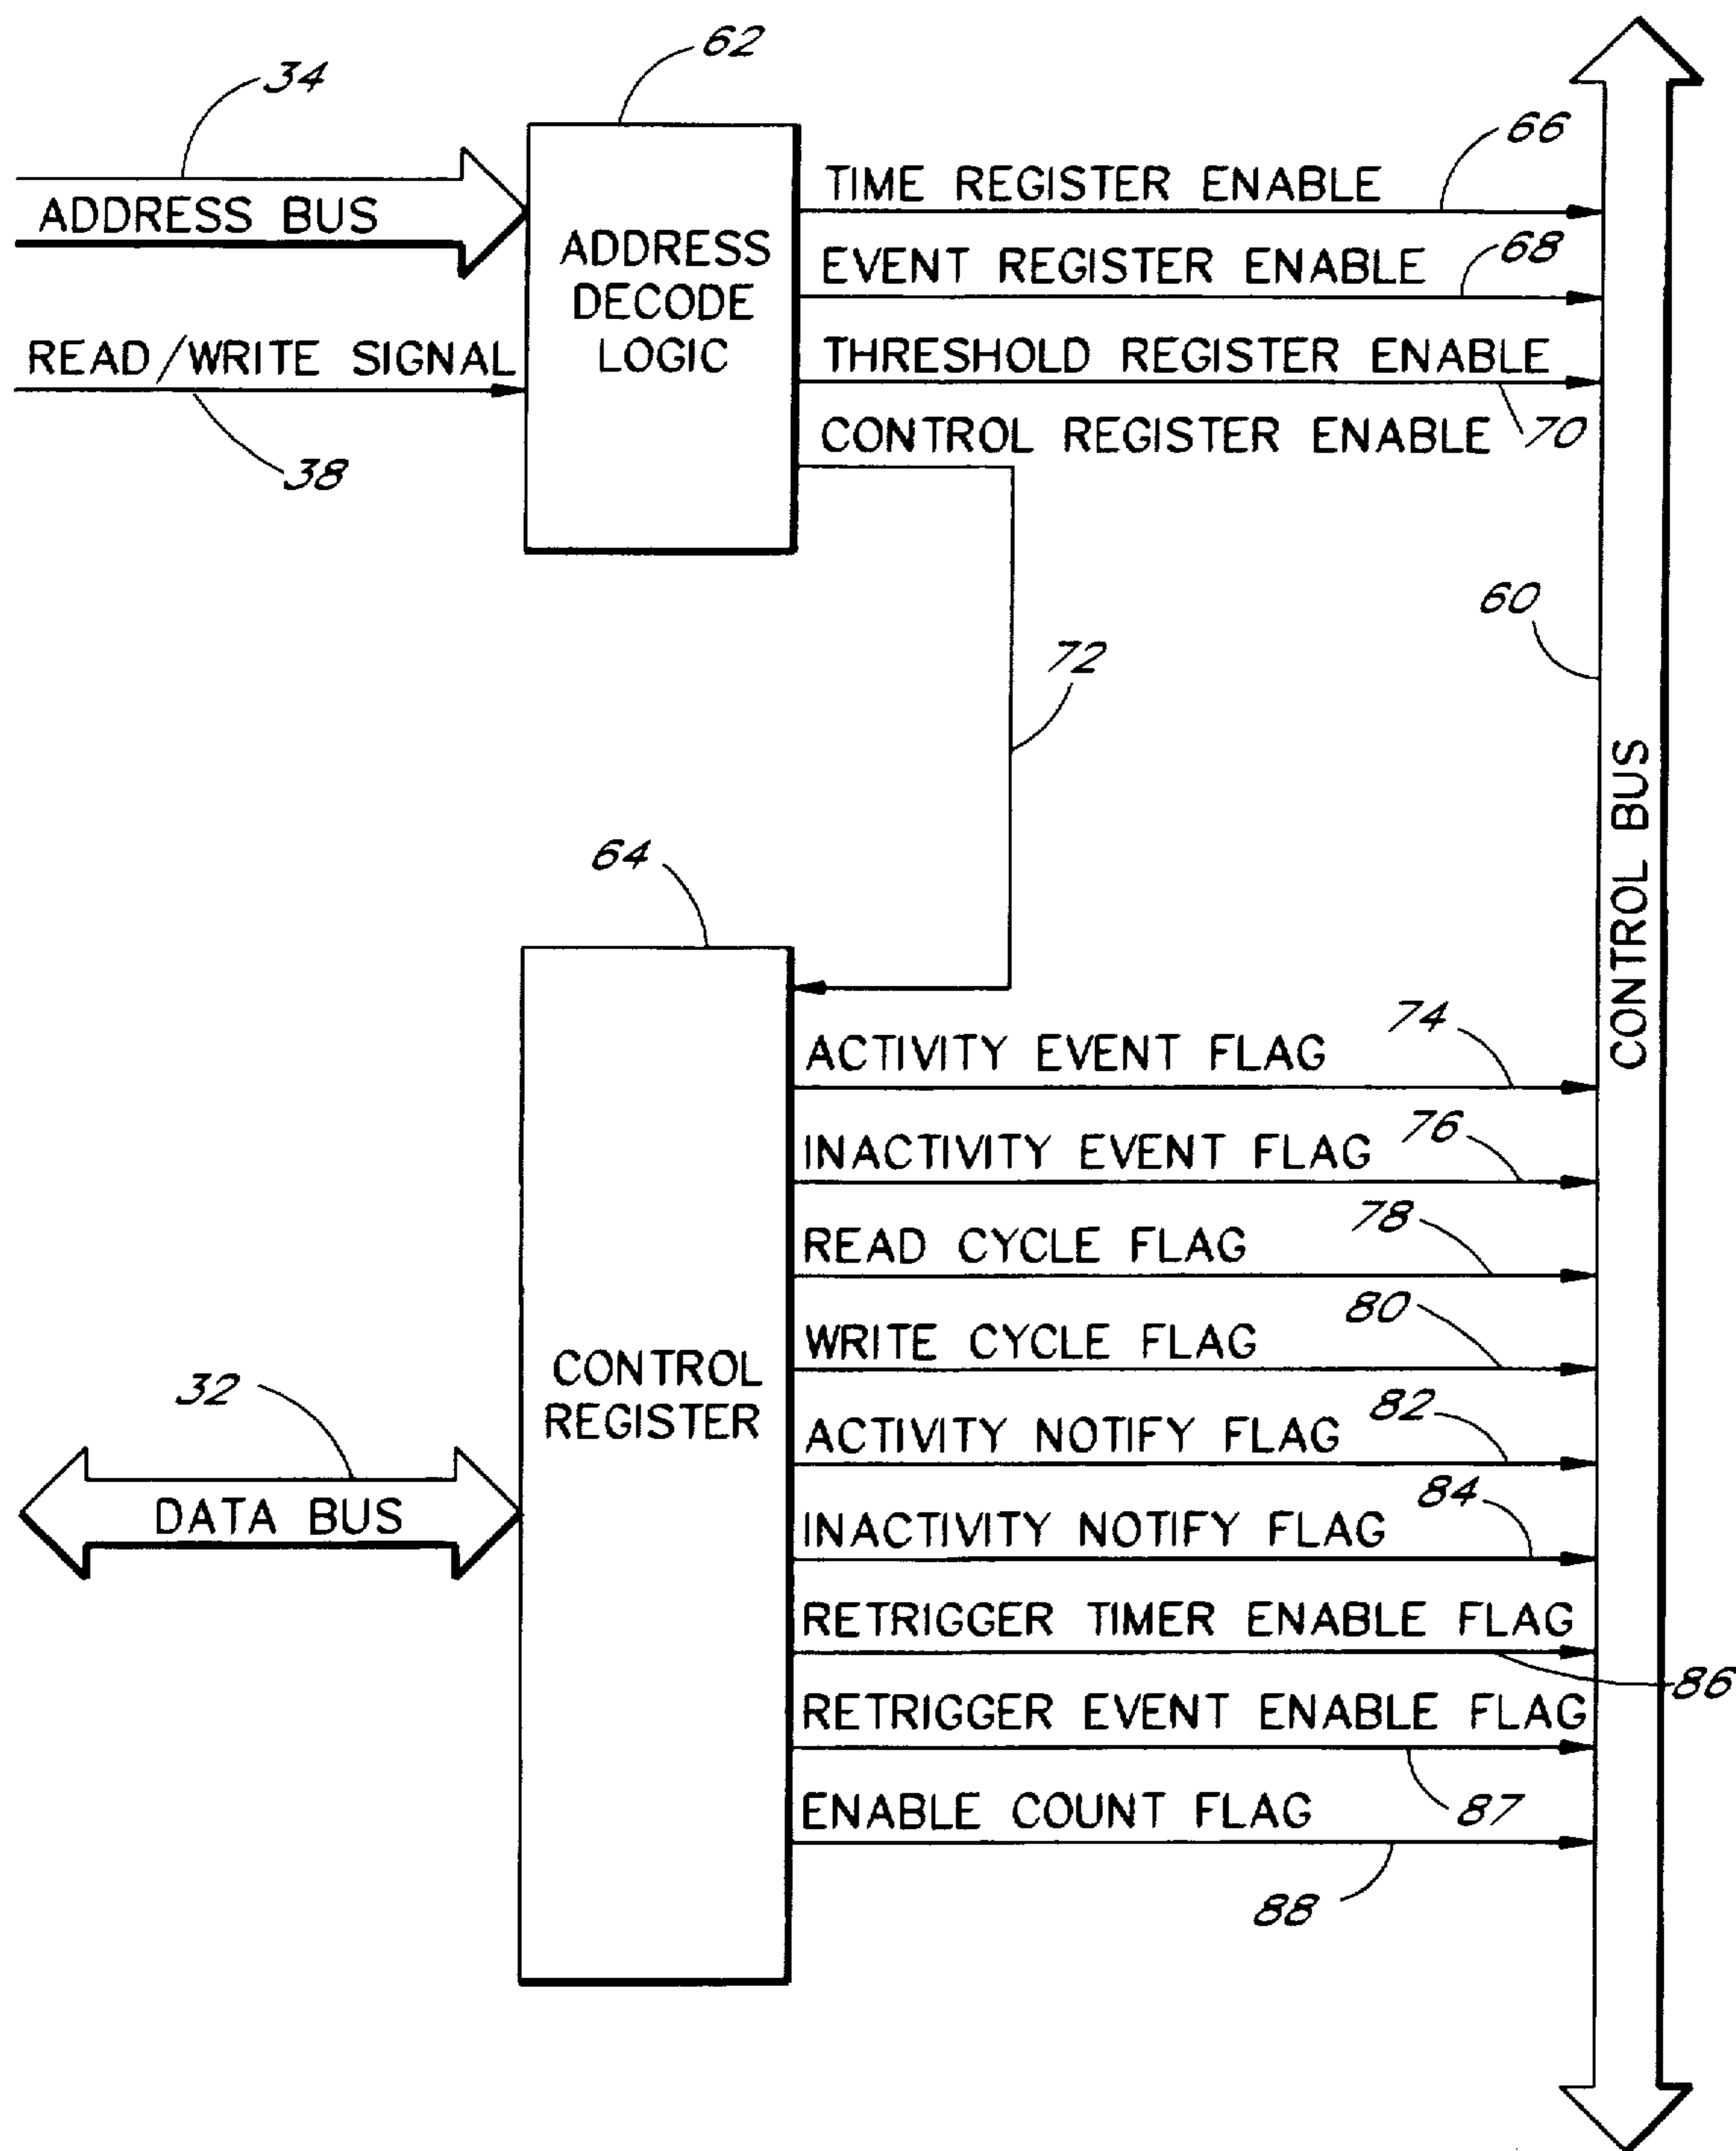 62
34
66
TIME REGISTER ENABLE
ADDRESS BUS
ADDRESS
DECODE
LOGIC
EVENT REGISTER ENABLE
68
READ/WRITE SIGNAL
THRESHOLD REGISTER ENABLE
CONTROL REGISTER ENABLE
70
38
60
72
CONTROL BUS
64
74
ACTIVITY EVENT FLAG
76
INACTIVITY EVENT FLAG
78
READ CYCLE FLAG
80
WRITE CYCLE FLAG
CONTROL
REGISTER
32
82
ACTIVITY NOTIFY FLAG
84
DATA BUS
INACTIVITY NOTIFY FLAG
RETRIGGER TIMER ENABLE FLAG
86
RETRIGGER EVENT ENABLE FLAG
87
ENABLE COUNT FLAG
88